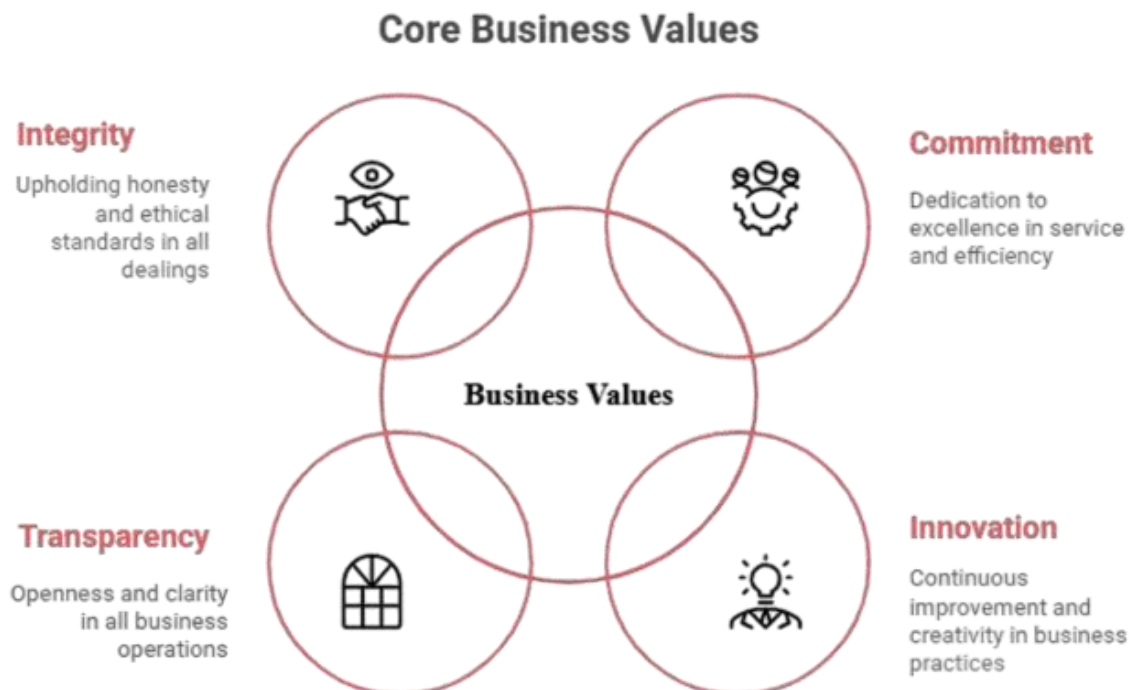 Core Business Values
Integrity
Upholding honesty
and ethical
standards in all
dealings
Commitment
Dedication to
excellence in service
and efficiency
Business Values
Transparency
Openness and clarity
in all business
operations
Innovation
Continuous
improvement and
creativity in business
practices